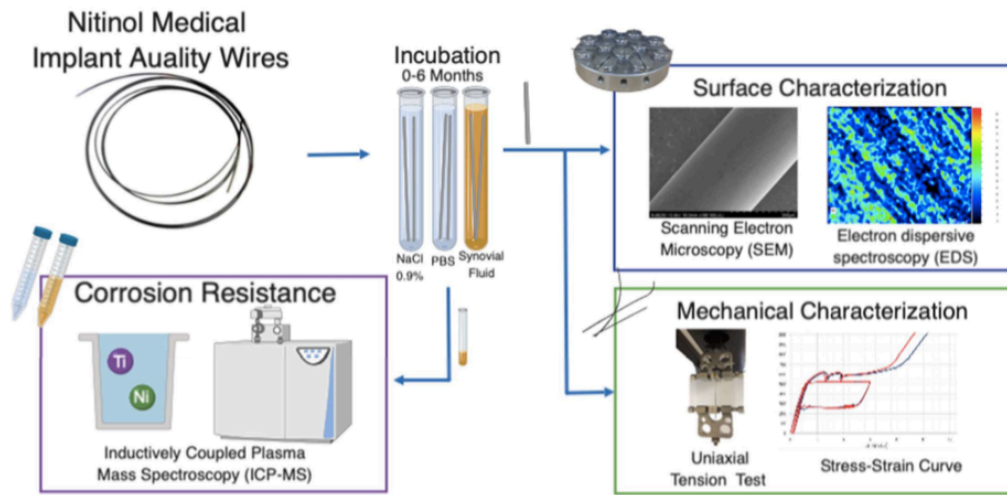 Nitinol Medical
Implant Auality Wires
Incubation
0-6 Months
NaCl
0.9%
PBS
Synovial
Fluid
Surface Characterization
Scanning Electron
Microscopy (SEM)
Electron dispersive
spectroscopy (EDS)
Corrosion Resistance
Ti
Ni
Inductively Coupled Plasma
Mass Spectroscopy (ICP-MS)
Mechanical Characterization
Uniaxial
Tension Test
Stress-Strain Curve